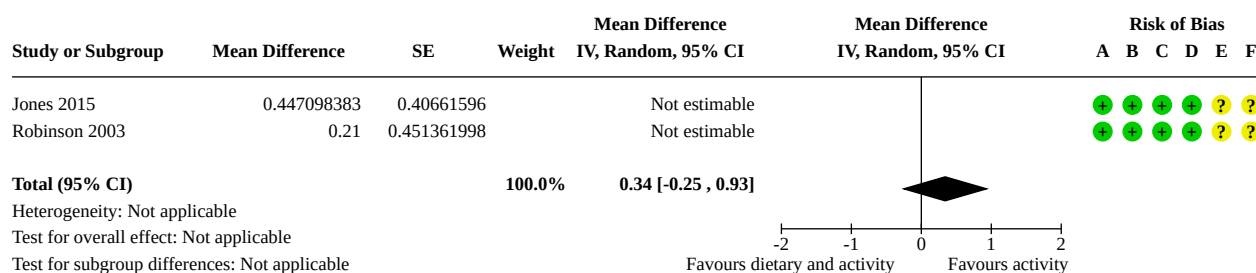 Mean Difference Mean Difference Risk of Bias
Study or Subgroup Mean Difference SE Weight IV, Random, 95% CI IV, Random, 95% CI A B C D E F
Jones 2015 0.447098383 0.40661596 Not estimable + + + + ? ?
Robinson 2003 0.21 0.451361998 Not estimable + + + + ? ?
Total (95% CI) 100.0% 0.34 [-0.25 , 0.93]
Heterogeneity: Not applicable
Test for overall effect: Not applicable
-2 -1 0 1 2
Test for subgroup differences: Not applicable Favours dietary and activity Favours activity